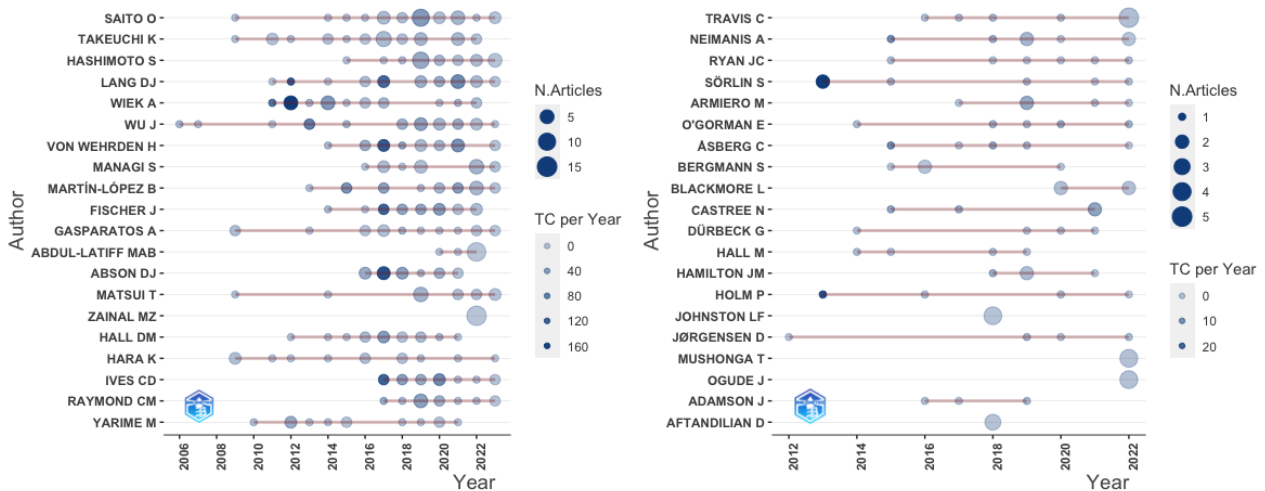 SAITO O
TAKEUCHI K
HASHIMOTO S
LANG DJ
WIEK A
WU J
VON WEHRDEN H
MANAGI S
MARTÍN-LÓPEZ B
FISCHER J
GASPARATOS A
ABDUL-LATIFF MAB
ABSON DJ
MATSUI T
ZAINAL MZ
HALL DM
HARA K
IVES CD
RAYMOND CM
YARIME M
Author
2006
2008
2010
2012
2014
2016
2018
2020
2022
Year
N.Articles
5
10
15
TC per Year
0
40
80
120
160
TRAVIS C
NEIMANIS A
RYAN JC
SÖRLIN S
ARMIERO M
O'GORMAN E
ÅSBERG C
BERGMANN S
BLACKMORE L
CASTREE N
DÜRBECK G
HALL M
HAMILTON JM
HOLM P
JOHNSTON LF
JØRGENSEN D
MUSHONGA T
OGUDE J
ADAMSON J
AFTANDILIAN D
Author
2012
2014
2016
2018
2020
2022
Year
N.Articles
1
2
3
4
5
TC per Year
0
10
20